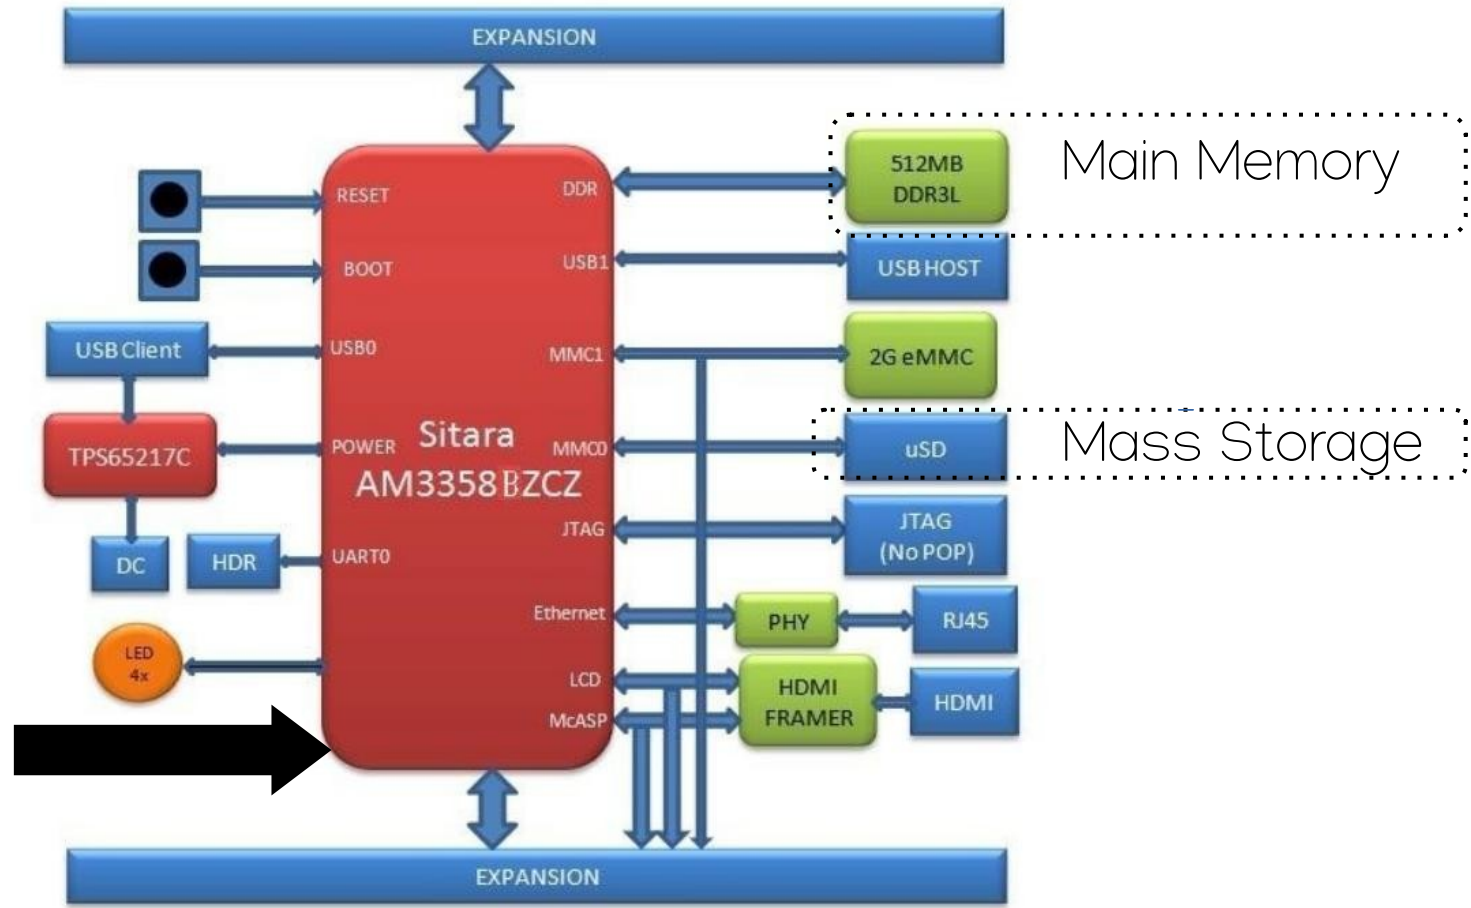 EXPANSION
512MB
DDR3L
Main Memory
RESET
DDR
BOOT
USB1
USB HOST
USB Client
USB0
MMC1
2G eMMC
TPS65217C
POWER
Sitara
AM3358BZCZ
MMC0
uSD
Mass Storage
JTAG
JTAG
(No POP)
DC
HDR
UART0
Ethernet
PHY
RJ45
LED
4x
LCD
McASP
HDMI
FRAMER
HDMI
EXPANSION